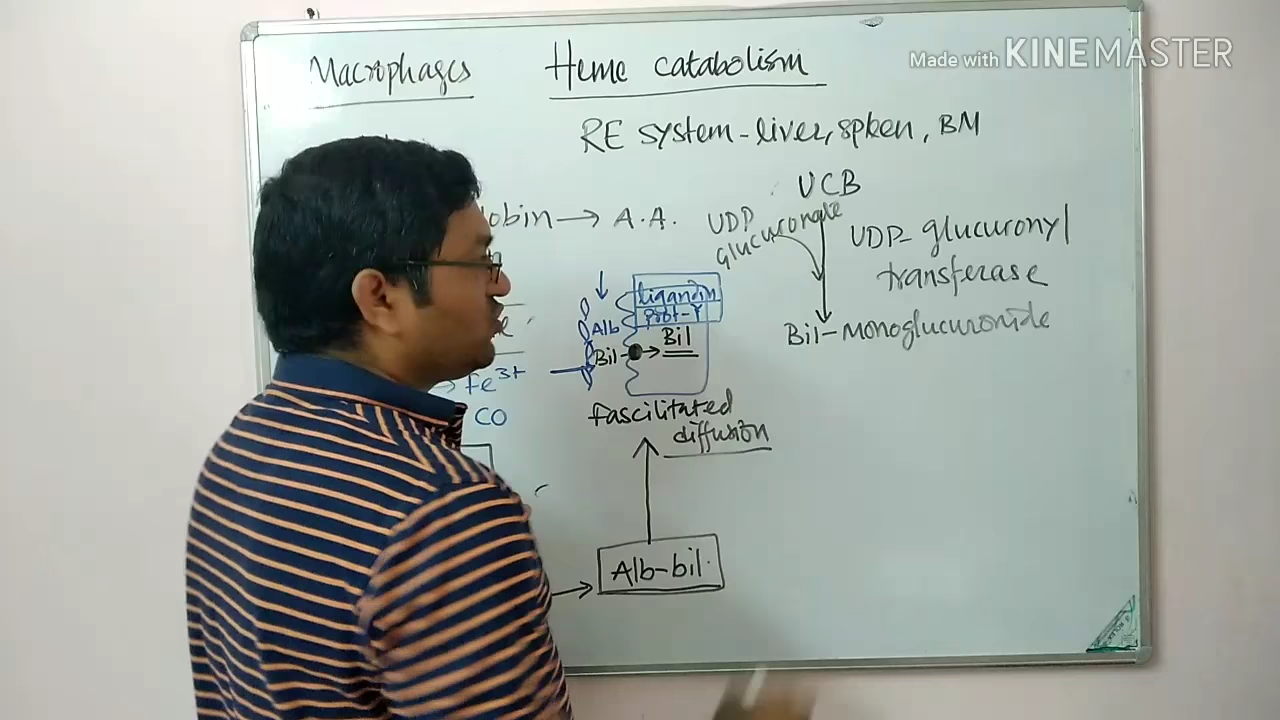 Macrophages
Heme catabolism
Made with KINEMASTER
RE system - liver, spleen, BM
UCB
obin → A.A.
UDP
glucuronate
UDP- glucuronyl
transferase
Bil-monoglucuronide
ligandin
Prot-Y
Alb
Bil
Bil
Fe3+
CO
fascilitated
diffusion
Alb-bil